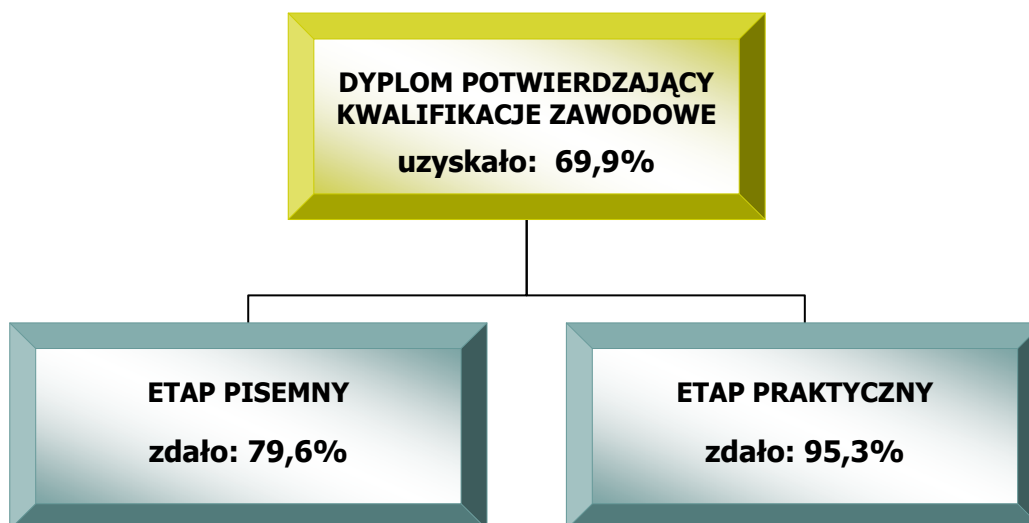 DYPLOM POTWIERDZAJĄCY
KWALIFIKACJE ZAWODOWE
uzyskało: 69,9%
ETAP PISEMNY
zdało: 79,6%
ETAP PRAKTYCZNY
zdało: 95,3%